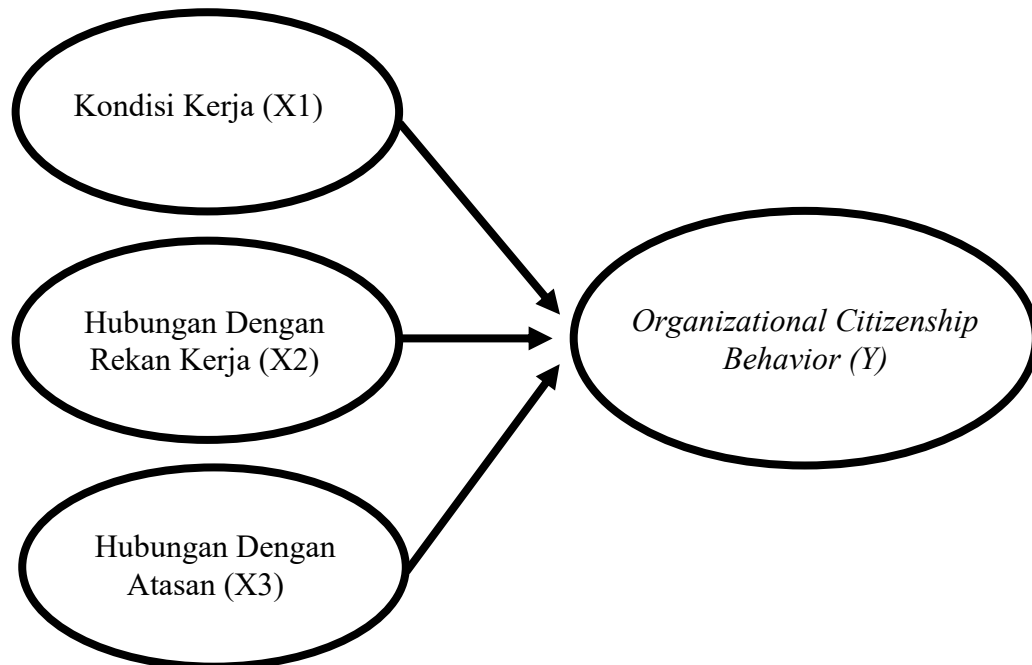 Kondisi Kerja (X1)
Hubungan Dengan
Rekan Kerja (X2)
Hubungan Dengan
Atasan (X3)
Organizational Citizenship
Behavior (Y)